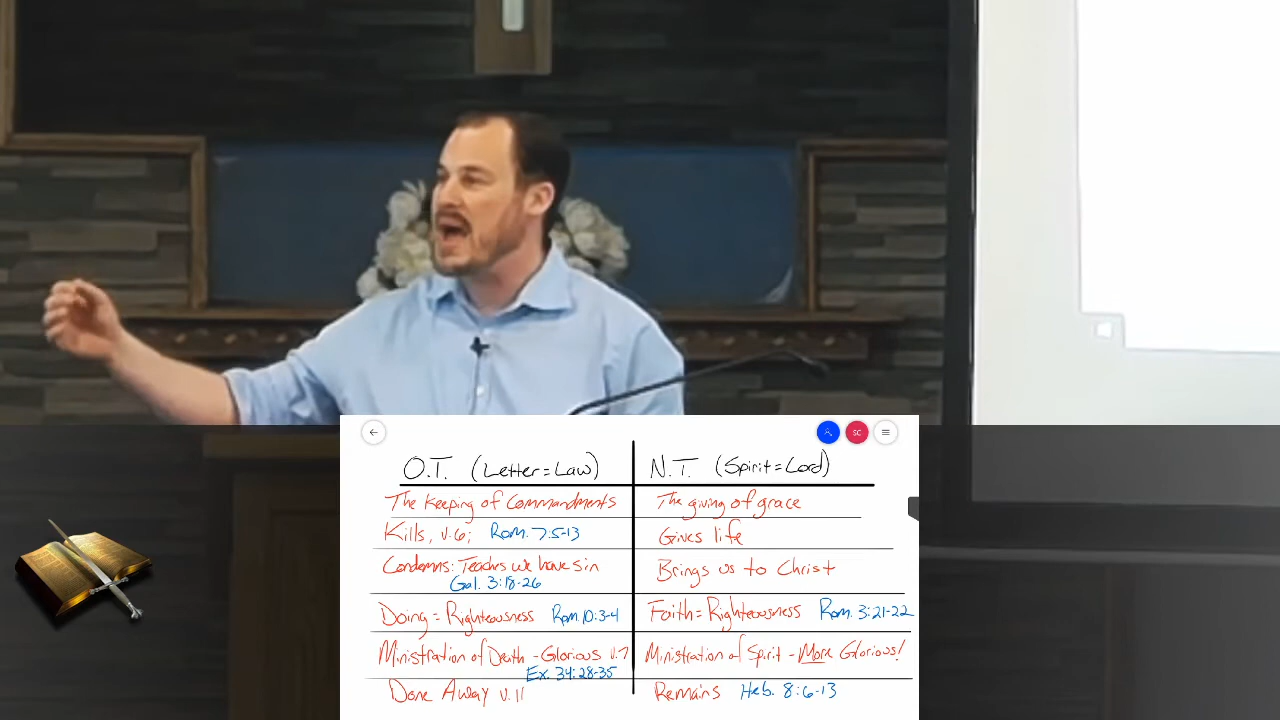 SC
O.T. (Letter=Law) N.T. (Spirit=Lord)
The Keeping of Commandments The giving of grace
Kills, v.6; Rom. 7:5-13 Gives life
Condemns: Teaches we have sin Brings us to Christ
Gal. 3:18-26
Doing = Righteousness Rom. 10:3-4 Faith = Righteousness Rom. 3:21-22
Ministration of Death - Glorious v.7 Ministration of Spirit - More Glorious!
Ex. 34:28-35
Done Away v.11 Remains Heb. 8:6-13